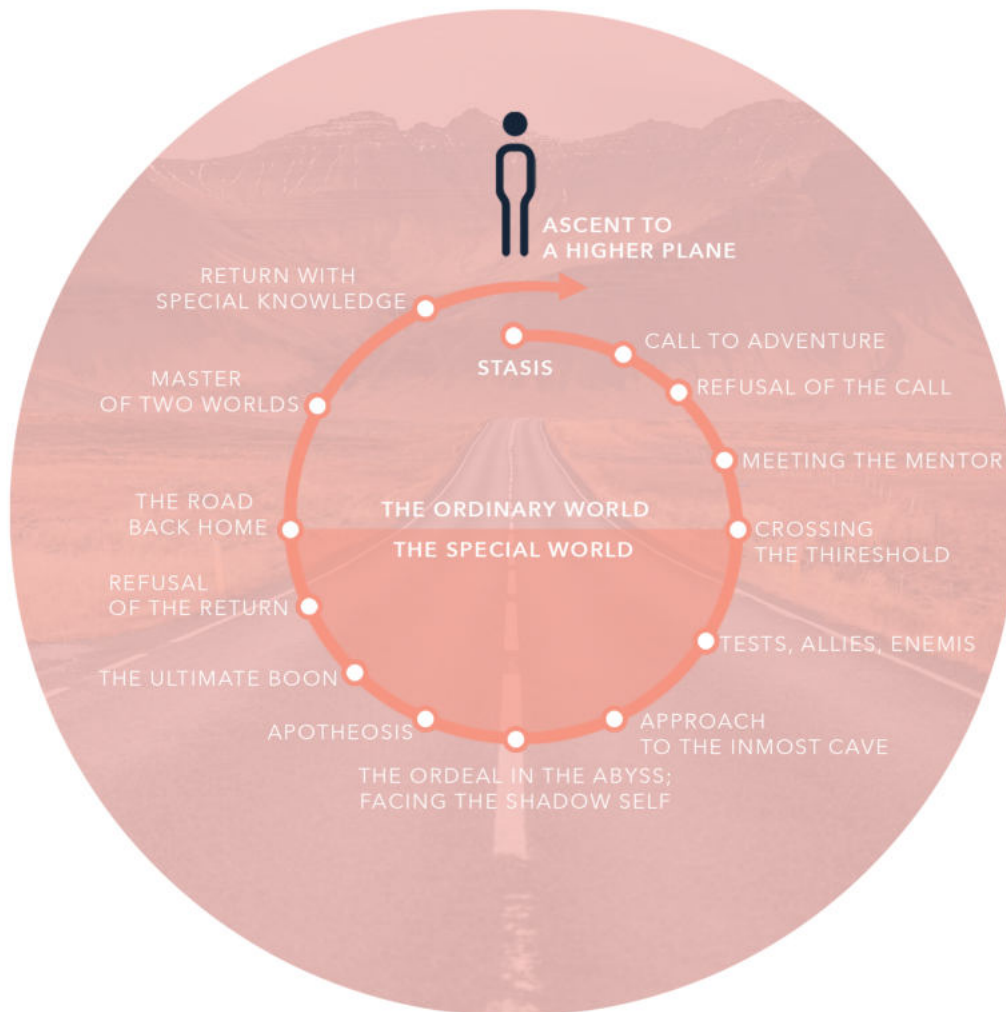 ASCENT TO
A HIGHER PLANE
RETURN WITH
SPECIAL KNOWLEDGE
STASIS
CALL TO ADVENTURE
REFUSAL OF THE CALL
MASTER
OF TWO WORLDS
MEETING THE MENTOR
THE ROAD
BACK HOME
THE ORDINARY WORLD
THE SPECIAL WORLD
CROSSING
THE THIRESHOLD
REFUSAL
OF THE RETURN
TESTS, ALLIES, ENEMIS
THE ULTIMATE BOON
APOTHEOSIS
APPROACH
TO THE INMOST CAVE
THE ORDEAL IN THE ABYSS;
FACING THE SHADOW SELF